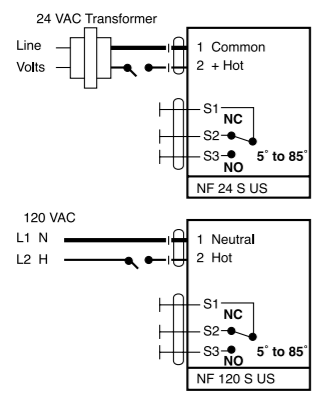 24 VAC Transformer
Line
Volts
1 Common
2 + Hot
S1
NC
S2
S3
5° to 85°
NO
NF 24 S US
120 VAC
L1 N
L2 H
1 Neutral
2 Hot
S1
NC
S2
S3
5° to 85°
NO
NF 120 S US